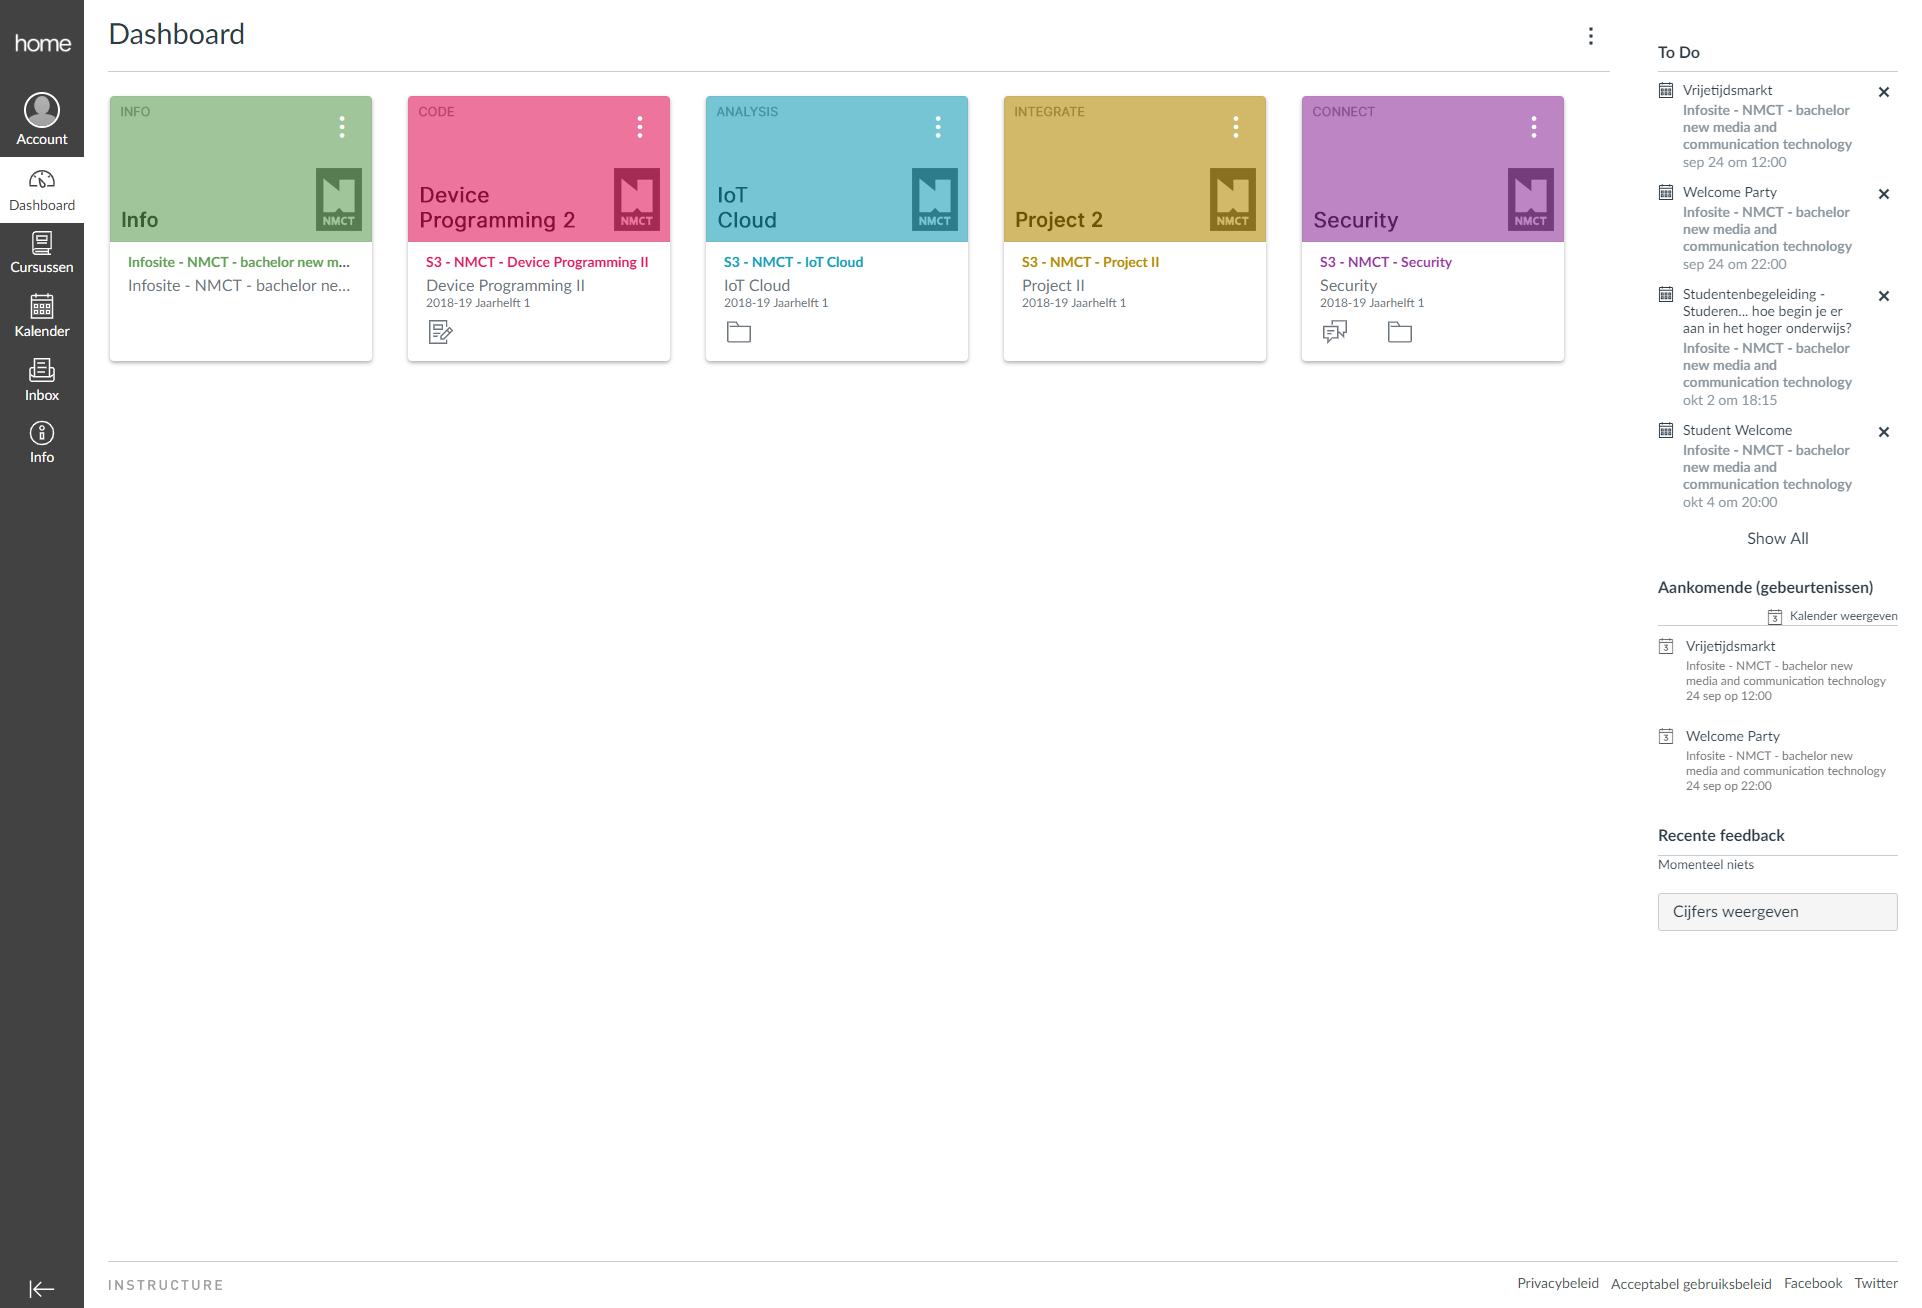 home
Account
Dashboard
Cursussen
Kalender
Inbox
Info
Dashboard
INFO
Info
NMCT
Infosite - NMCT - bachelor new m...
Infosite - NMCT - bachelor ne...
CODE
Device
Programming 2
NMCT
S3 - NMCT - Device Programming II
Device Programming II
2018-19 Jaarhelft 1
ANALYSIS
IoT
Cloud
NMCT
S3 - NMCT - IoT Cloud
IoT Cloud
2018-19 Jaarhelft 1
INTEGRATE
Project 2
NMCT
S3 - NMCT - Project II
Project II
2018-19 Jaarhelft 1
CONNECT
Security
NMCT
S3 - NMCT - Security
Security
2018-19 Jaarhelft 1
To Do
Vrijetijdsmarkt
Infosite - NMCT - bachelor
new media and
communication technology
sep 24 om 12:00
Welcome Party
Infosite - NMCT - bachelor
new media and
communication technology
sep 24 om 22:00
Studentenbegeleiding -
Studeren... hoe begin je er
aan in het hoger onderwijs?
Infosite - NMCT - bachelor
new media and
communication technology
okt 2 om 18:15
Student Welcome
Infosite - NMCT - bachelor
new media and
communication technology
okt 4 om 20:00
Show All
Aankomende (gebeurtenissen)
3 Kalender weergeven
3 Vrijetijdsmarkt
Infosite - NMCT - bachelor new
media and communication technology
24 sep op 12:00
3 Welcome Party
Infosite - NMCT - bachelor new
media and communication technology
24 sep op 22:00
Recente feedback
Momenteel niets
Cijfers weergeven
INSTRUCTURE
Privacybeleid Acceptabel gebruiksbeleid Facebook Twitter